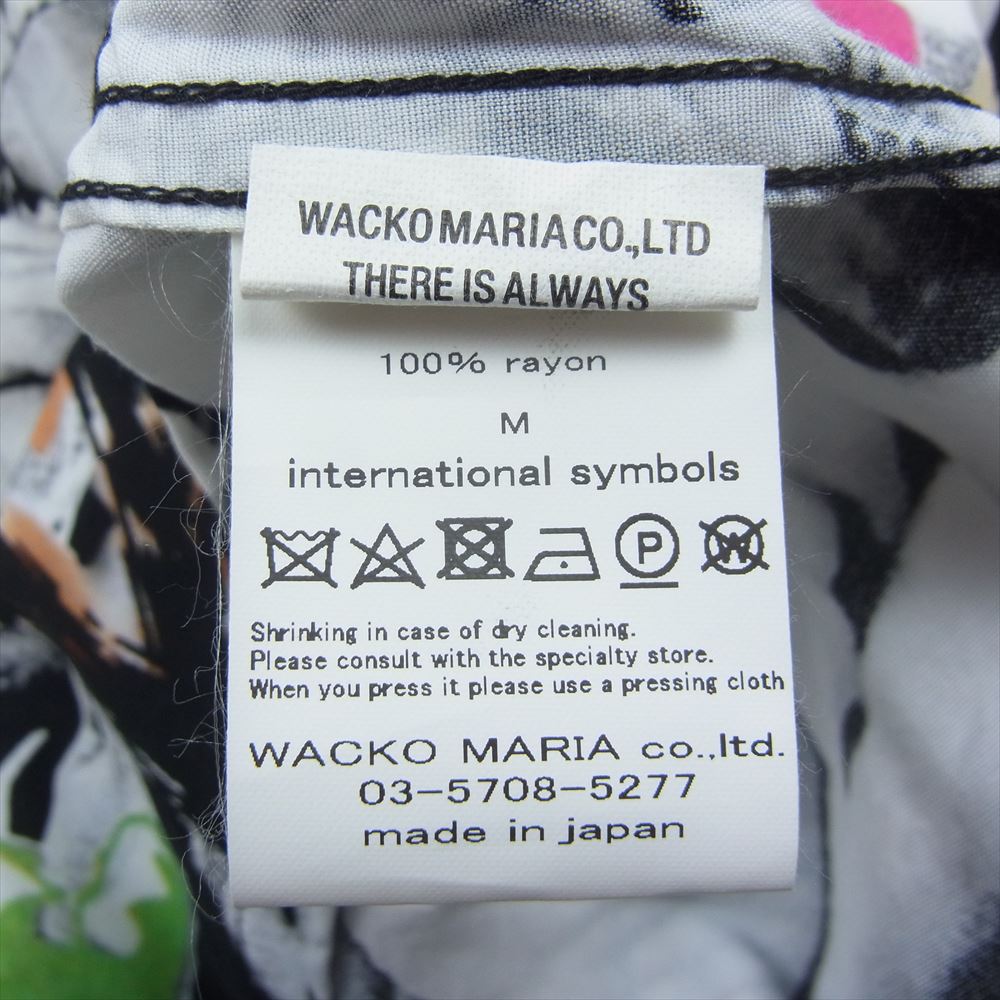 WACKO MARIA CO.,LTD
THERE IS ALWAYS
100% rayon
M
international symbols
P W
Shrinking in case of dry cleaning.
Please consult with the specialty store.
When you press it please use a pressing cloth
WACKO MARIA co.,ltd.
03-5708-5277
made in japan